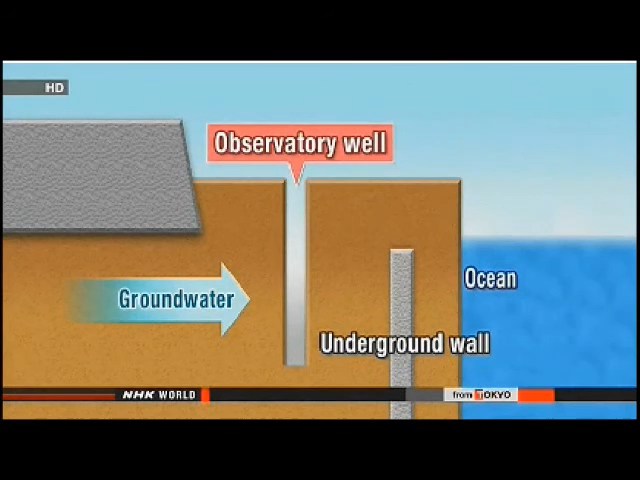 HD
Observatory well
Ocean
Groundwater
Underground wall
NHK WORLD
from TOKYO